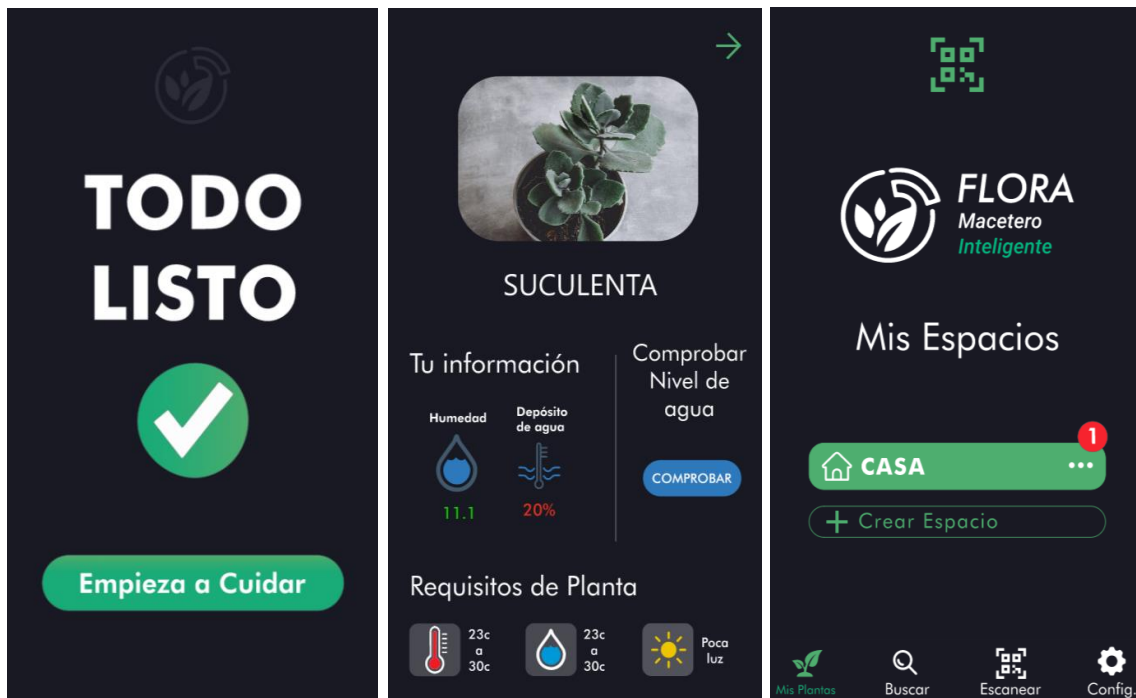 TODO
LISTO
Empieza a Cuidar
SUCULENTA
Tu información
Humedad
Depósito
de agua
11.1
20%
Comprobar
Nivel de
agua
COMPROBAR
Requisitos de Planta
23c
a
30c
23c
a
30c
Poca
luz
FLORA
Macetero
Inteligente
Mis Espacios
1
CASA
Crear Espacio
Mis Plantas
Buscar
Escanear
Config.